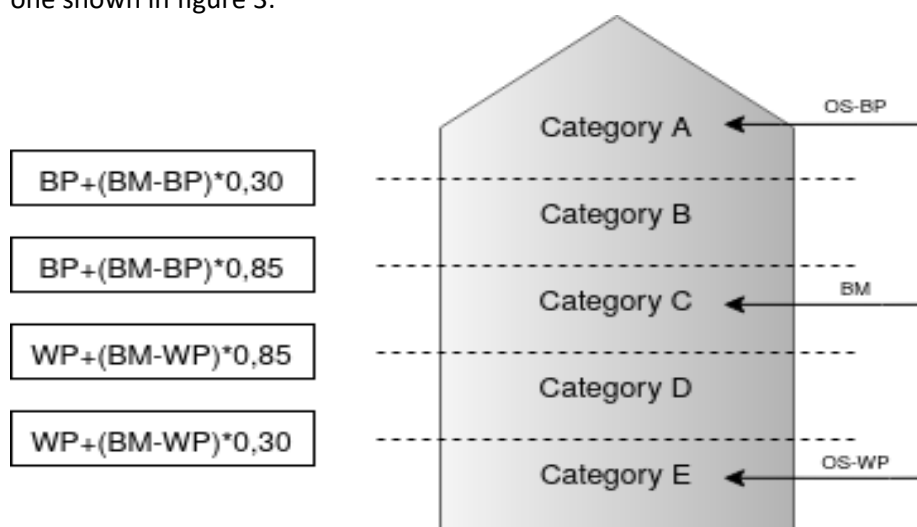 one shown in figure 3.
OS-BP
Category A
BP+(BM-BP)*0,30
Category B
BP+(BM-BP)*0,85
BM
Category C
WP+(BM-WP)*0,85
Category D
WP+(BM-WP)*0,30
OS-WP
Category E